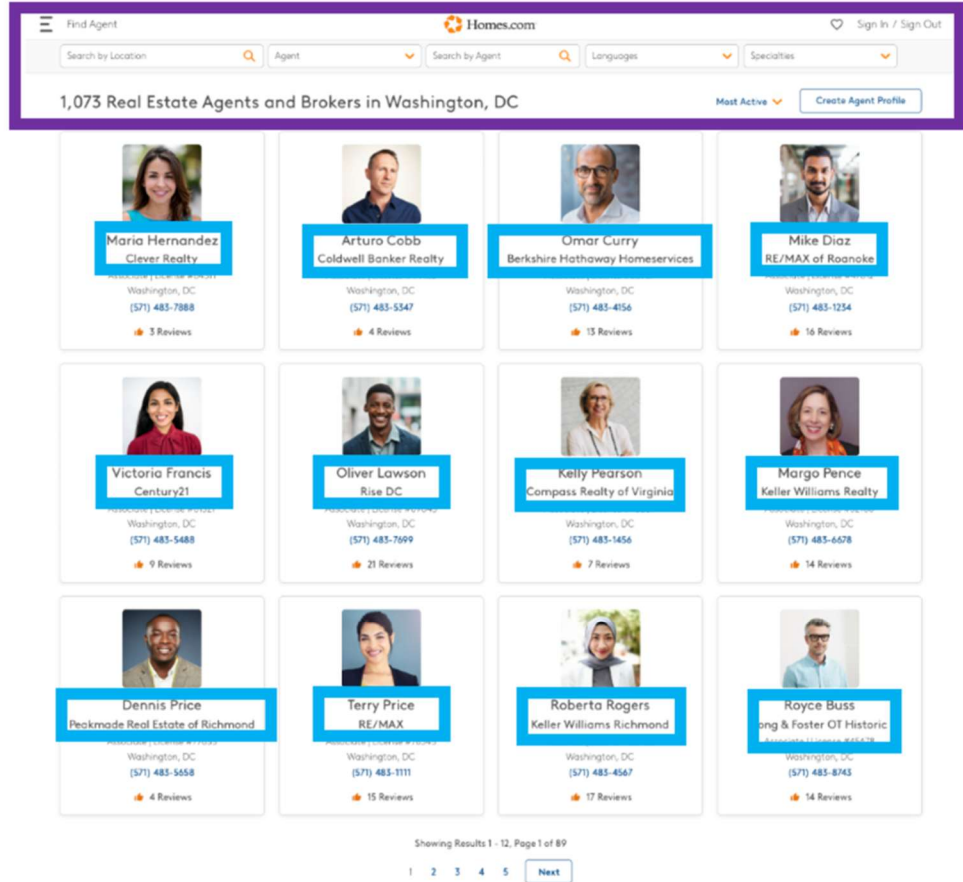 Find Agent
Homes.com
Sign In / Sign Out
Search by Location
Agent
Search by Agent
Languages
Specialties
1,073 Real Estate Agents and Brokers in Washington, DC
Most Active
Create Agent Profile
Maria Hernandez
Clever Realty
Washington, DC
(571) 483-7888
3 Reviews
Arturo Cobb
Coldwell Banker Realty
Washington, DC
(571) 483-5347
4 Reviews
Omar Curry
Berkshire Hathaway Homeservices
Washington, DC
(571) 483-4156
13 Reviews
Mike Diaz
RE/MAX of Roanoke
Washington, DC
(571) 483-1234
16 Reviews
Victoria Francis
Century21
Washington, DC
(571) 483-5488
9 Reviews
Oliver Lawson
Rise DC
Washington, DC
(571) 483-7699
21 Reviews
Kelly Pearson
Compass Realty of Virginia
Washington, DC
(571) 483-1456
7 Reviews
Margo Pence
Keller Williams Realty
Washington, DC
(571) 483-6678
14 Reviews
Dennis Price
Peakmade Real Estate of Richmond
Washington, DC
(571) 483-5658
4 Reviews
Terry Price
RE/MAX
Washington, DC
(571) 483-1111
15 Reviews
Roberta Rogers
Keller Williams Richmond
Washington, DC
(571) 483-4567
17 Reviews
Royce Buss
ong & Foster OT Historic
Associate | License #45678
Washington, DC
(571) 483-8743
14 Reviews
Showing Results 1 - 12, Page 1 of 89
1 2 3 4 5 Next